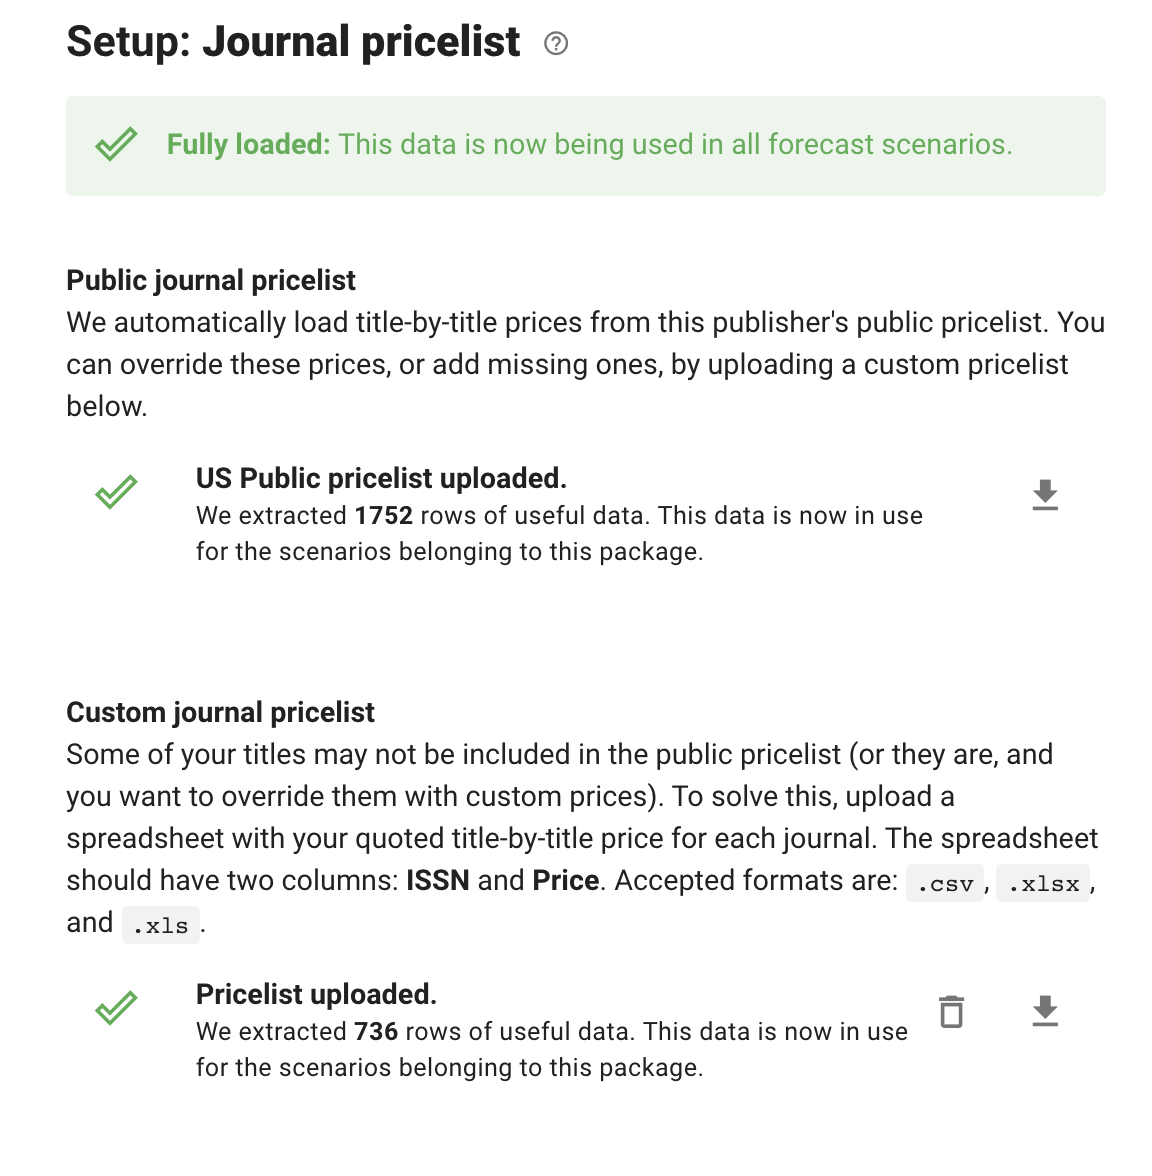 Setup: Journal pricelist
Fully loaded: This data is now being used in all forecast scenarios.
Public journal pricelist
We automatically load title-by-title prices from this publisher's public pricelist. You
can override these prices, or add missing ones, by uploading a custom pricelist
below.
US Public pricelist uploaded.
We extracted 1752 rows of useful data. This data is now in use
for the scenarios belonging to this package.
Custom journal pricelist
Some of your titles may not be included in the public pricelist (or they are, and
you want to override them with custom prices). To solve this, upload a
spreadsheet with your quoted title-by-title price for each journal. The spreadsheet
should have two columns: ISSN and Price. Accepted formats are: .csv, .xlsx,
and .xls.
Pricelist uploaded.
We extracted 736 rows of useful data. This data is now in use
for the scenarios belonging to this package.